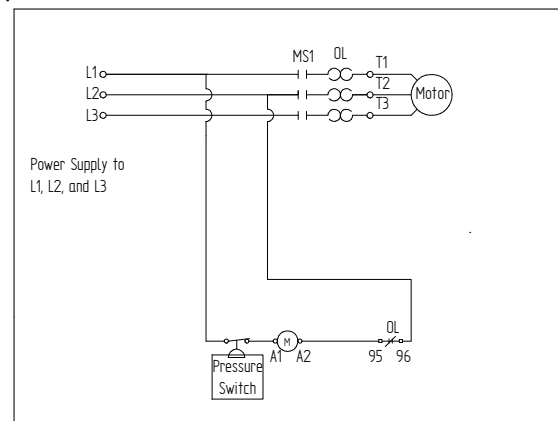 MS1 OL T1
L1
L2 T2 Motor
L3 T3
Power Supply to
L1, L2, and L3
OL
M
A1 A2 95 96
Pressure
Switch